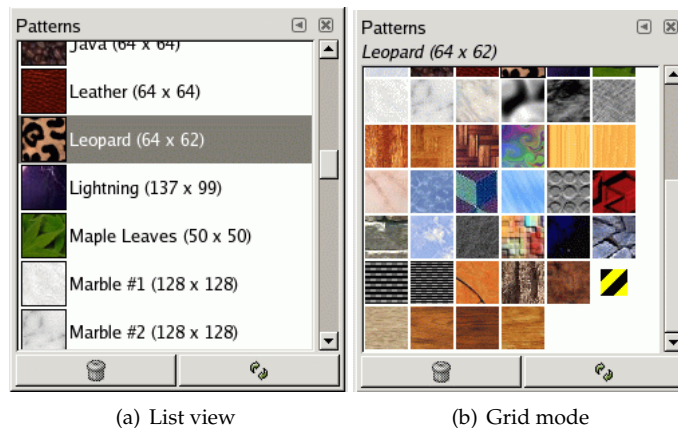 Patterns
Java (64 x 64)
Leather (64 x 64)
Leopard (64 x 62)
Lightning (137 x 99)
Maple Leaves (50 x 50)
Marble #1 (128 x 128)
Marble #2 (128 x 128)
(a) List view
Patterns
Leopard (64 x 62)
(b) Grid mode